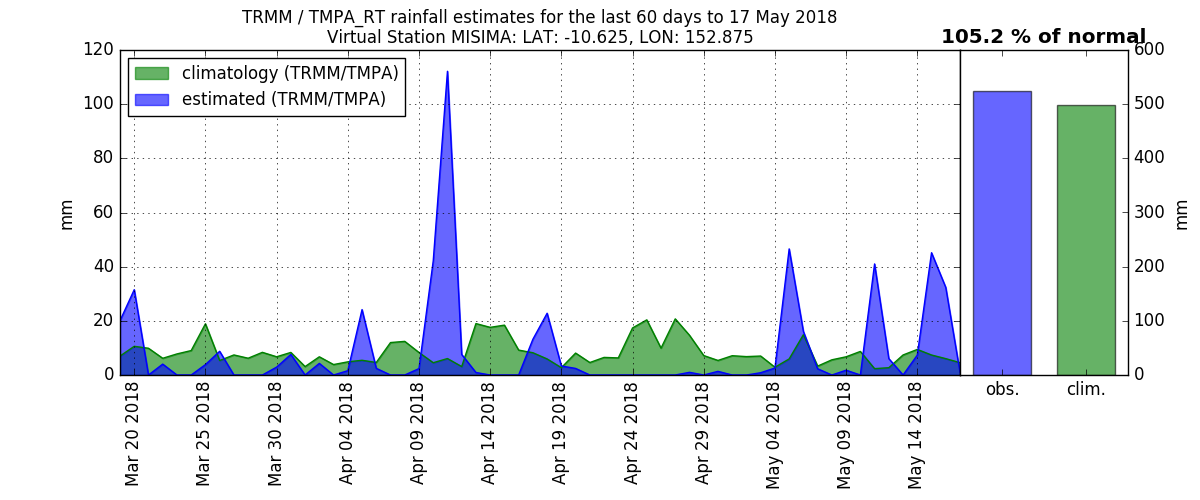 TRMM / TMPA_RT rainfall estimates for the last 60 days to 17 May 2018
Virtual Station MISIMA: LAT: -10.625, LON: 152.875
105.2 % of normal
climatology (TRMM/TMPA)
estimated (TRMM/TMPA)
120
100
80
60
40
20
0
mm
Mar 20 2018
Mar 25 2018
Mar 30 2018
Apr 04 2018
Apr 09 2018
Apr 14 2018
Apr 19 2018
Apr 24 2018
Apr 29 2018
May 04 2018
May 09 2018
May 14 2018
600
500
400
300
200
100
0
mm
obs.
clim.